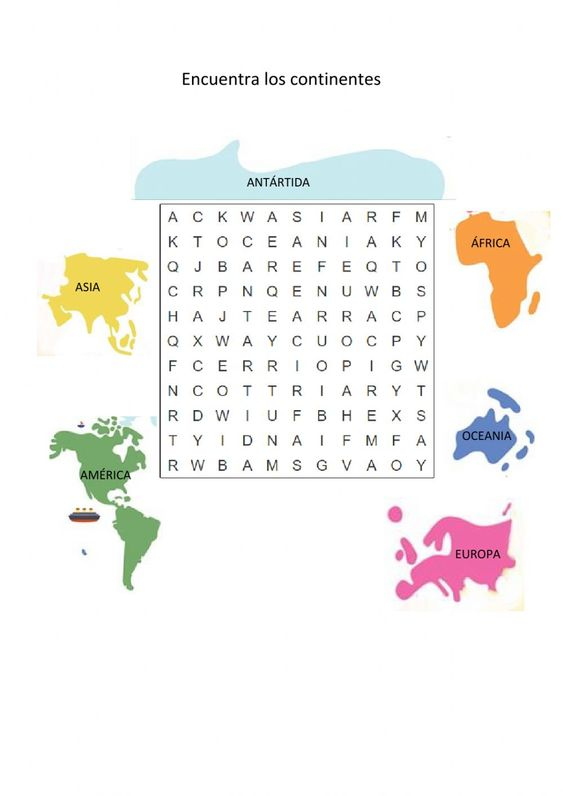 Encuentra los continentes
ANTÁRTIDA
A C K W A S I A R F M
K T O C E A N I A K Y
ÁFRICA
Q J B A R E F E Q T O
ASIA
C R P N Q E N U W B S
H A J T E A R R A C P
Q X W A Y C U O C P Y
F C E R R I O P I G W
N C O T T R I A R Y T
R D W I U F B H E X S
OCEANIA
T Y I D N A I F M F A
R W B A M S G V A O Y
AMÉRICA
EUROPA